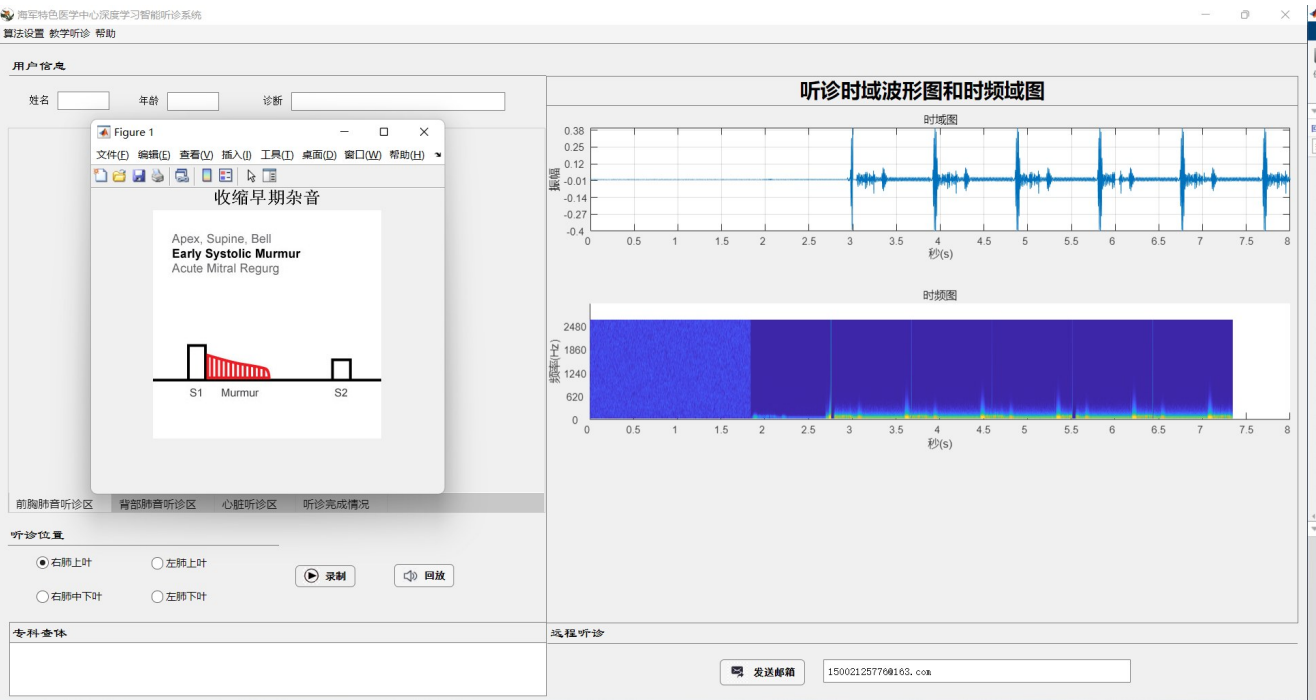 海军特色医学中心深度学习智能听诊系统
算法设置 教学听诊 帮助
用户信息
姓名 年龄 诊断
Figure 1
文件(F) 编辑(E) 查看(V) 插入(I) 工具(T) 桌面(D) 窗口(W) 帮助(H)
收缩早期杂音
Apex, Supine, Bell
Early Systolic Murmur
Acute Mitral Regurg
S1 Murmur S2
前胸肺音听诊区 背部肺音听诊区 心脏听诊区 听诊完成情况
听诊位置
右肺上叶 左肺上叶
录制 回放
右肺中下叶 左肺下叶
专科查体
听诊时域波形图和时频域图
时域图
振幅
0.38
0.25
0.12
-0.01
-0.14
-0.27
-0.4
0 0.5 1 1.5 2 2.5 3 3.5 4 4.5 5 5.5 6 6.5 7 7.5 8
秒(s)
时频图
频率(Hz)
2480
1860
1240
620
0
0 0.5 1 1.5 2 2.5 3 3.5 4 4.5 5 5.5 6 6.5 7 7.5 8
秒(s)
远程听诊
发送邮箱 15002125776@163.com